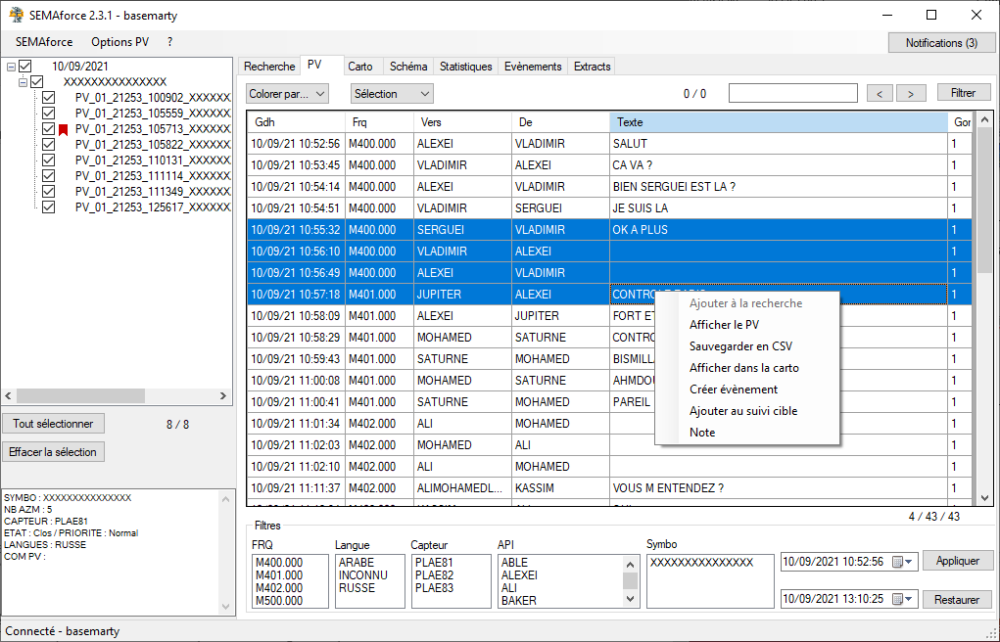 SEMAforce 2.3.1 - basemarty
SEMAforce Options PV ?
Notifications (3)
10/09/2021
XXXXXXXXXXXXXXX
PV_01_21253_100902_XXXXXX
PV_01_21253_105559_XXXXXX
PV_01_21253_105713_XXXXXX
PV_01_21253_105822_XXXXXX
PV_01_21253_110131_XXXXXX
PV_01_21253_111114_XXXXXX
PV_01_21253_111349_XXXXXX
PV_01_21253_125617_XXXXXX
Tout sélectionner
8 / 8
Effacer la sélection
SYMBO : XXXXXXXXXXXXXXX
NB AZM : 5
CAPTEUR : PLAE81
ETAT : Clos / PRIORITE : Normal
LANGUES : RUSSE
COM PV :
Recherche PV Carto Schéma Statistiques Evènements Extracts
Colorer par... Sélection 0 / 0 < > Filtrer
Gdh Frq Vers De Texte Gor
10/09/21 10:52:56 M400.000 ALEXEI VLADIMIR SALUT 1
10/09/21 10:53:45 M400.000 VLADIMIR ALEXEI CA VA ? 1
10/09/21 10:54:14 M400.000 ALEXEI VLADIMIR BIEN SERGUEI EST LA ? 1
10/09/21 10:54:51 M400.000 VLADIMIR SERGUEI JE SUIS LA 1
10/09/21 10:55:32 M400.000 SERGUEI VLADIMIR OK A PLUS 1
10/09/21 10:56:10 M400.000 VLADIMIR ALEXEI 1
10/09/21 10:56:49 M400.000 ALEXEI VLADIMIR 1
10/09/21 10:57:18 M401.000 JUPITER ALEXEI 1
10/09/21 10:58:09 M401.000 ALEXEI JUPITER FORT 1
10/09/21 10:58:29 M401.000 MOHAMED SATURNE CONTRO 1
10/09/21 10:59:43 M401.000 SATURNE MOHAMED BISMILL 1
10/09/21 11:00:08 M401.000 MOHAMED SATURNE AHMDOU 1
10/09/21 11:00:41 M401.000 SATURNE MOHAMED PAREIL 1
10/09/21 11:01:34 M402.000 ALI MOHAMED 1
10/09/21 11:02:03 M402.000 MOHAMED ALI 1
10/09/21 11:02:10 M402.000 ALI MOHAMED 1
10/09/21 11:11:37 M402.000 ALIMOHAMEDL... KASSIM VOUS M ENTENDEZ ? 1
Ajouter à la recherche
Afficher le PV
Sauvegarder en CSV
Afficher dans la carto
Créer évènement
Ajouter au suivi cible
Note
4 / 43 / 43
Filtres
FRQ
M400.000
M401.000
M402.000
M500.000
Langue
ARABE
INCONNU
RUSSE
Capteur
PLAE81
PLAE82
PLAE83
API
ABLE
ALEXEI
ALI
BAKER
Symbo
XXXXXXXXXXXXXXX
10/09/2021 10:52:56 Appliquer
10/09/2021 13:10:25 Restaurer
Connecté - basemarty